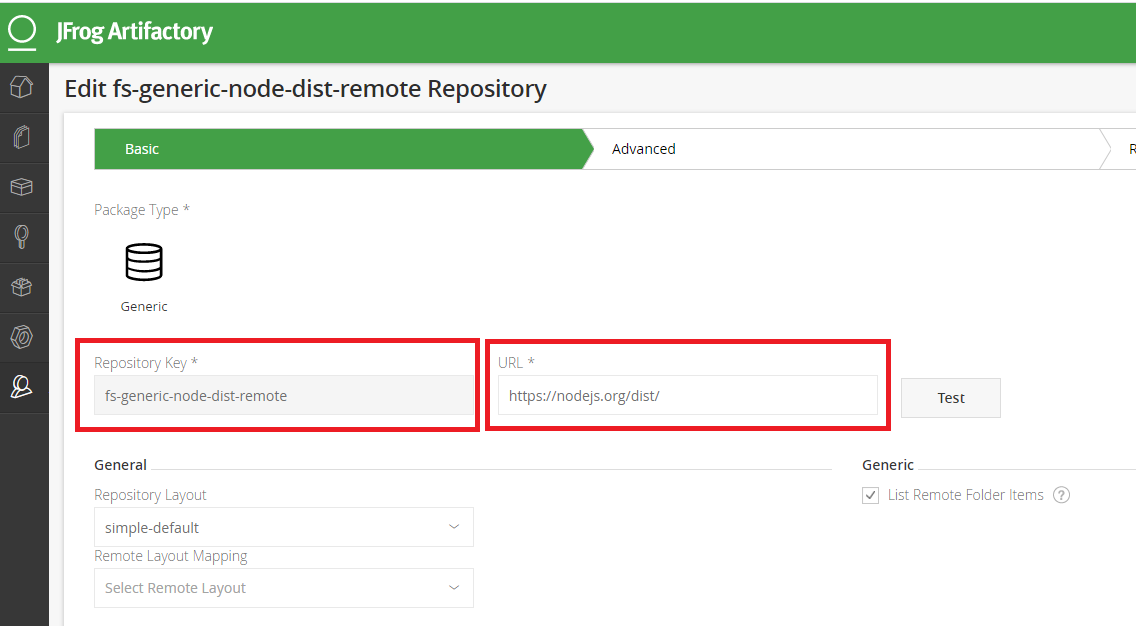 JFrog Artifactory
Edit fs-generic-node-dist-remote Repository
Basic
Advanced
R
Package Type *
Generic
Repository Key *
fs-generic-node-dist-remote
URL *
https://nodejs.org/dist/
Test
General
Repository Layout
simple-default
Remote Layout Mapping
Select Remote Layout
Generic
List Remote Folder Items ?